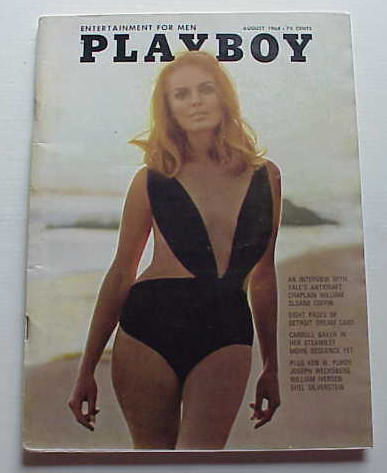 ENTERTAINMENT FOR MEN
AUGUST 1968 • 75 CENTS
PLAYBOY
AN INTERVIEW WITH
YALE'S ANTIDRAFT
CHAPLAIN WILLIAM
SLOANE COFFIN
EIGHT PAGES OF
DETROIT DREAM CARS
CARROLL BAKER IN
HER STEAMIEST
MOVIE SEQUENCE YET
PLUS KEN W. PURDY
JOSEPH WECHSBERG
WILLIAM IVERSEN
SHEL SILVERSTEIN